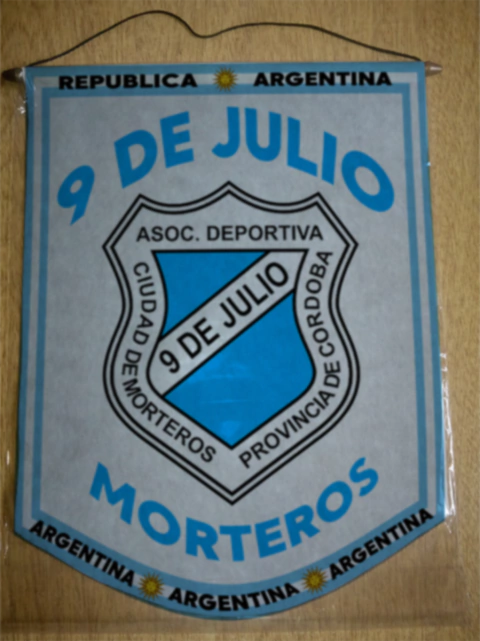 REPUBLICA ARGENTINA
9 DE JULIO
ASOC. DEPORTIVA
CIUDAD DE MORTEROS
9 DE JULIO
PROVINCIA DE CORDOBA
MORTEROS
ARGENTINA ARGENTINA ARGENTINA